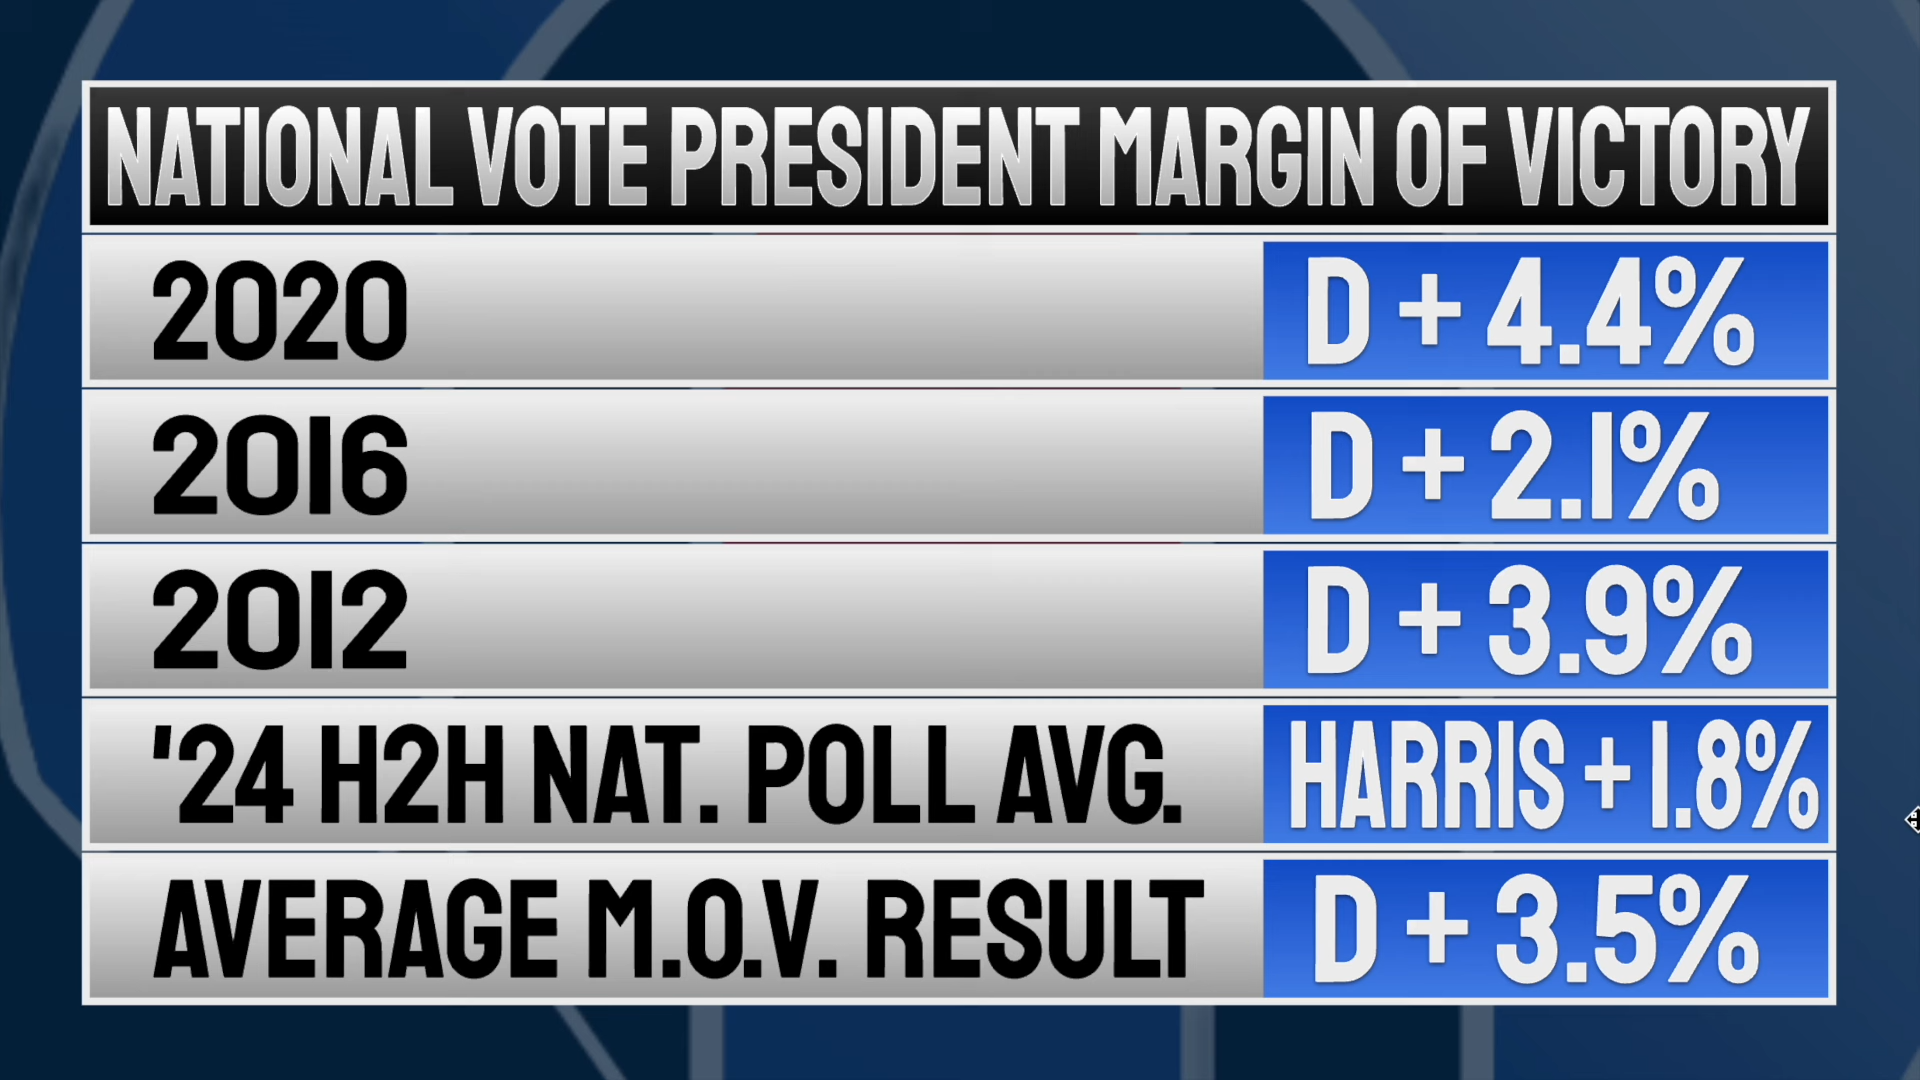 NATIONAL VOTE PRESIDENT MARGIN OF VICTORY
2020 D + 4.4%
2016 D + 2.1%
2012 D + 3.9%
'24 H2H NAT. POLL AVG. HARRIS + 1.8%
AVERAGE M.O.V. RESULT D + 3.5%